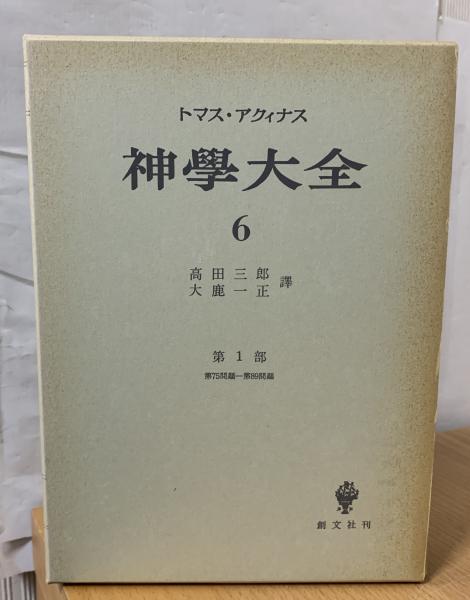 トマス・アクィナス
神學大全
6
高田三郎
大鹿一正 譯
第1部
第75問題―第89問題
創文社刊